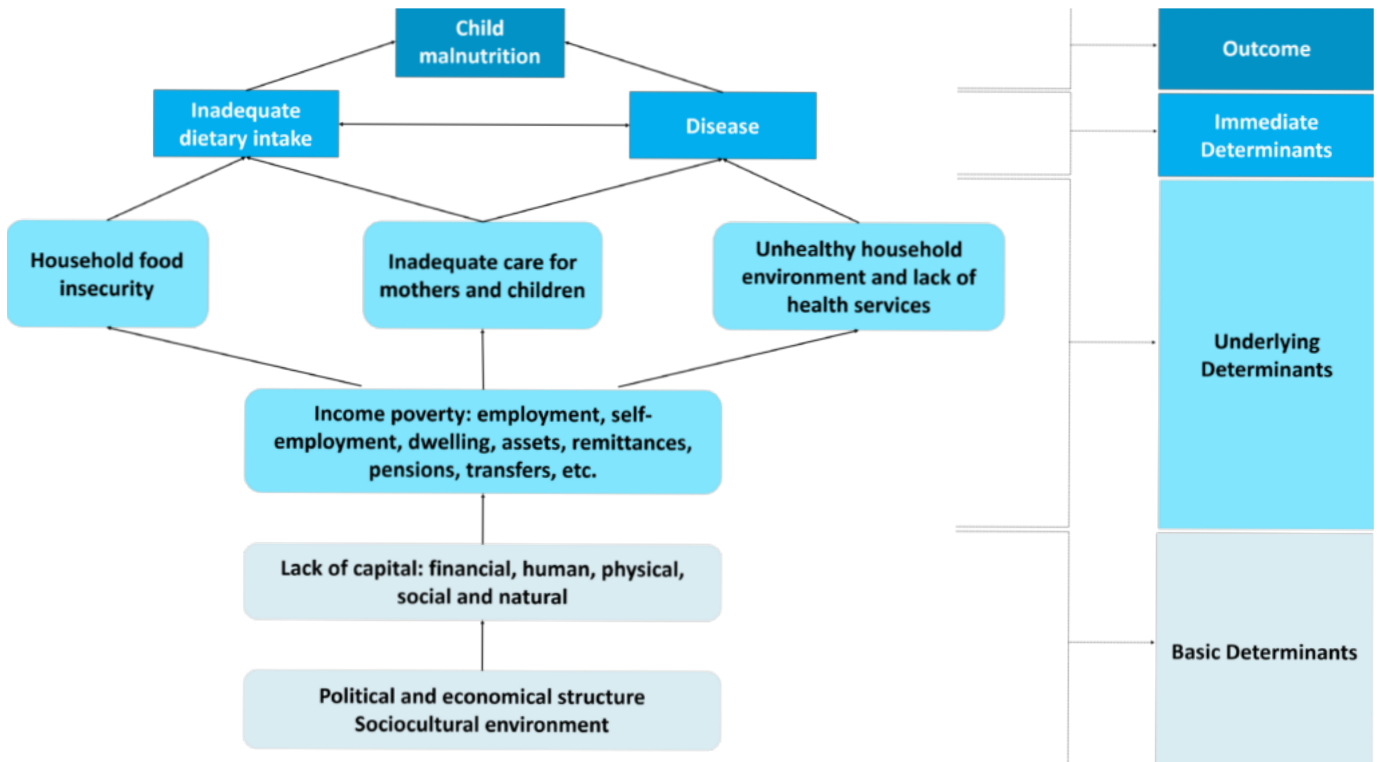 Child
malnutrition
Outcome
Inadequate
dietary intake
Disease
Immediate
Determinants
Household food
insecurity
Inadequate care for
mothers and children
Unhealthy household
environment and lack of
health services
Underlying
Determinants
Income poverty: employment, self-
employment, dwelling, assets, remittances,
pensions, transfers, etc.
Lack of capital: financial, human, physical,
social and natural
Basic Determinants
Political and economical structure
Sociocultural environment